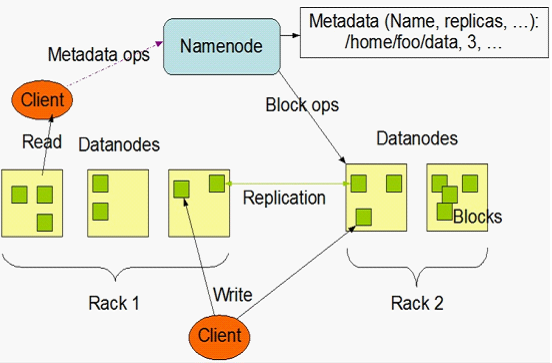 Metadata (Name, replicas, …):
/home/foo/data, 3, …
Namenode
Metadata ops
Client
Block ops
Read
Datanodes
Datanodes
Replication
Blocks
Rack 1
Write
Rack 2
Client